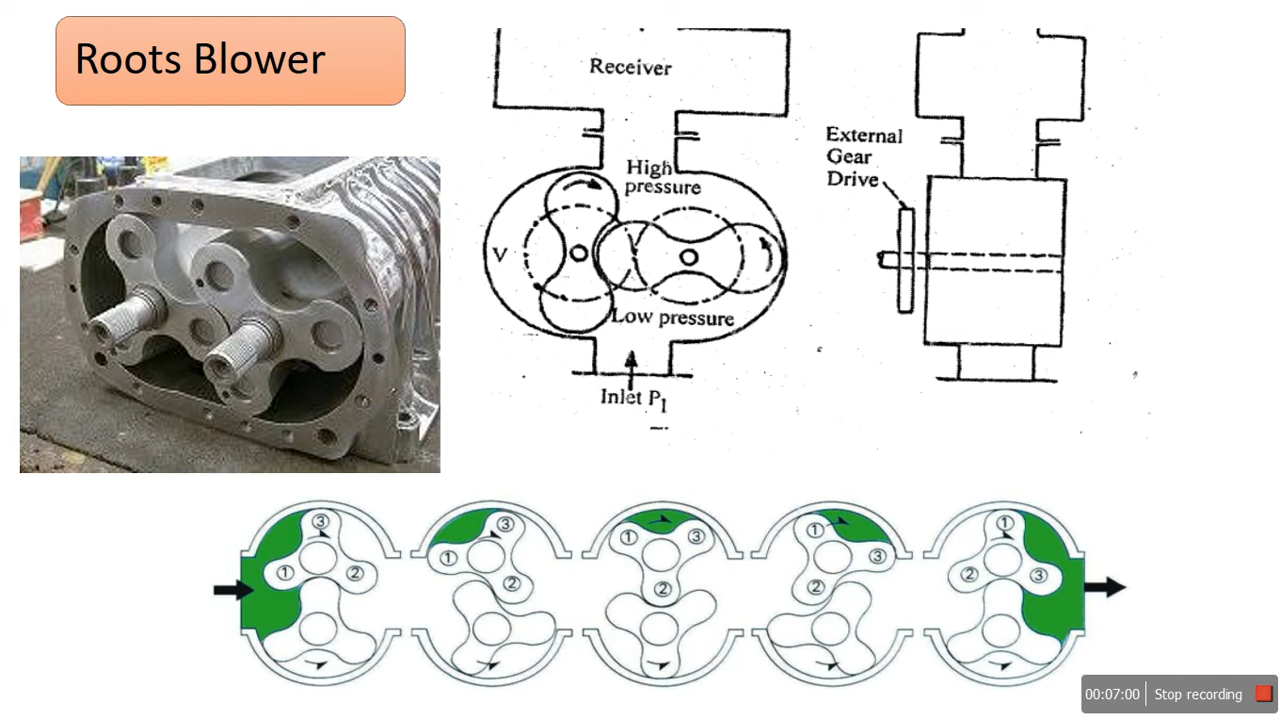 Roots Blower
Receiver
High
pressure
V
Low pressure
Inlet P1
External
Gear
Drive
3
1
2
3
1
2
1
3
2
1
3
2
1
2
3
00:07:00
Stop recording